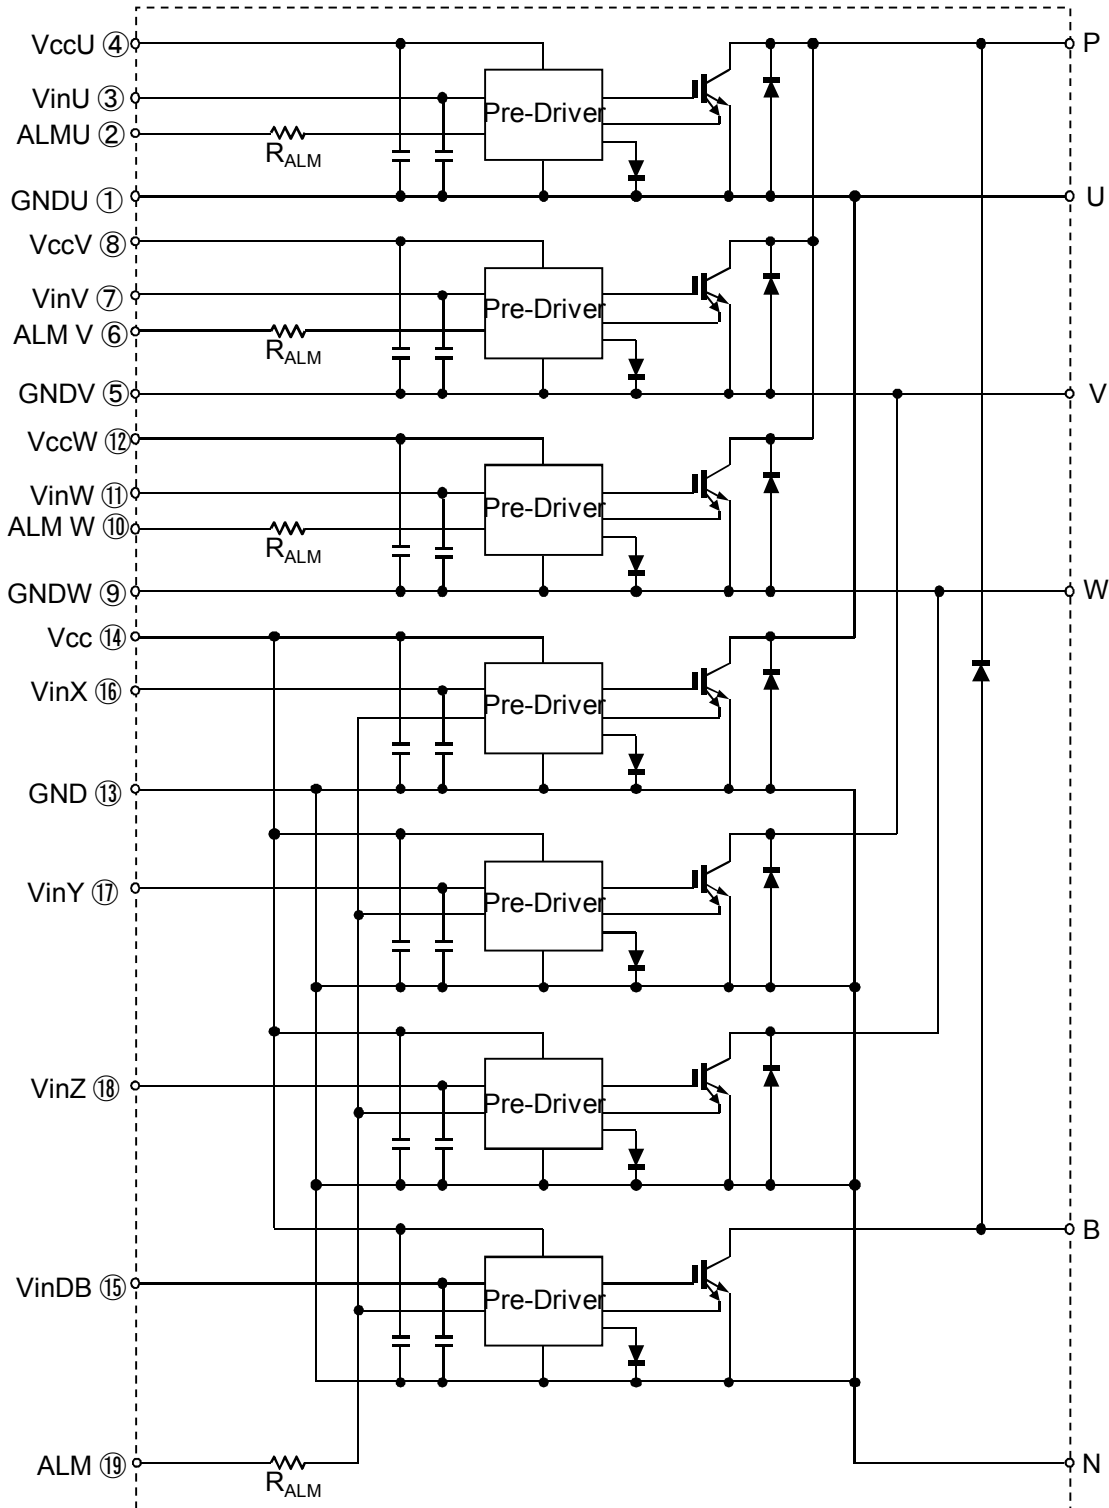 VccU ④
P
VinU ③
Pre-Driver
ALMU ②
RALM
GNDU ①
U
VccV ⑧
VinV ⑦
Pre-Driver
ALM V ⑥
RALM
GNDV ⑤
V
VccW ⑫
VinW ⑪
Pre-Driver
ALM W ⑩
RALM
GNDW ⑨
W
Vcc ⑭
VinX ⑯
Pre-Driver
GND ⑬
VinY ⑰
Pre-Driver
VinZ ⑱
Pre-Driver
B
VinDB ⑮
Pre-Driver
ALM ⑲
RALM
N